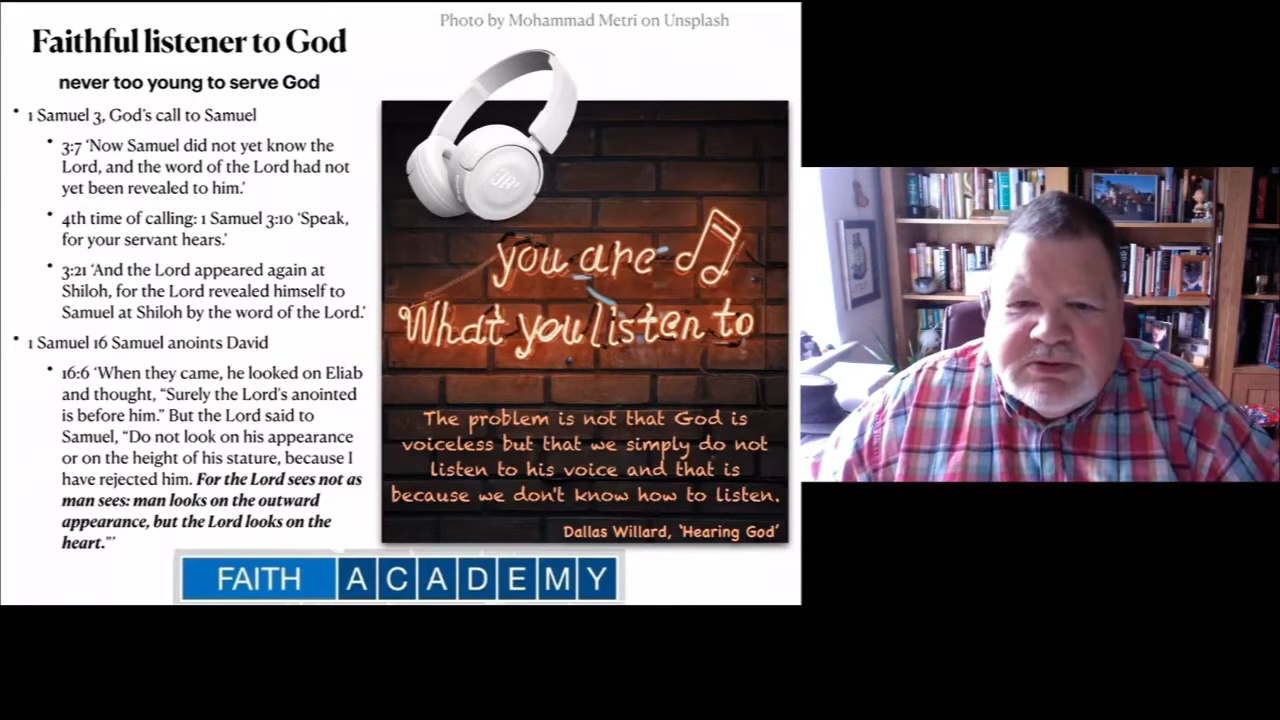 Photo by Mohammad Metri on Unsplash
Faithful listener to God
never too young to serve God
• 1 Samuel 3, God's call to Samuel
• 3:7 ‘Now Samuel did not yet know the
Lord, and the word of the Lord had not
yet been revealed to him.’
• 4th time of calling: 1 Samuel 3:10 ‘Speak,
for your servant hears.’
• 3:21 ‘And the Lord appeared again at
Shiloh, for the Lord revealed himself to
Samuel at Shiloh by the word of the Lord.’
• 1 Samuel 16 Samuel anoints David
• 16:6 ‘When they came, he looked on Eliab
and thought, “Surely the Lord's anointed
is before him.” But the Lord said to
Samuel, “Do not look on his appearance
or on the height of his stature, because I
have rejected him. For the Lord sees not as
man sees: man looks on the outward
appearance, but the Lord looks on the
heart.”’
JBL
you are
What you listen to
The problem is not that God is
voiceless but that we simply do not
listen to his voice and that is
because we don't know how to listen.
Dallas Willard, ‘Hearing God’
FAITH ACADEMY